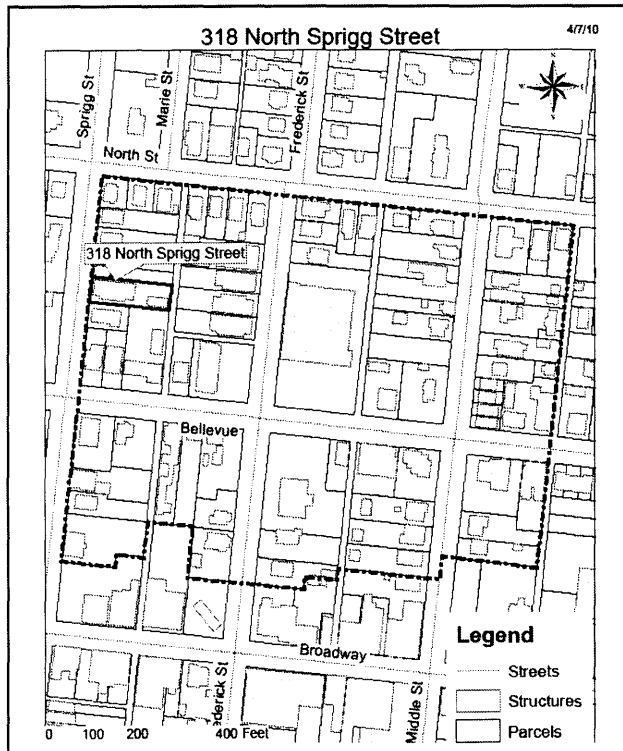 318 North Sprigg Street
4/7/10
Sprigg St
Marie St
Frederick St
North St
318 North Sprigg Street
Bellevue
Broadway
rederick St
Middle St
Legend
Streets
Structures
Parcels
0 100 200 400 Feet